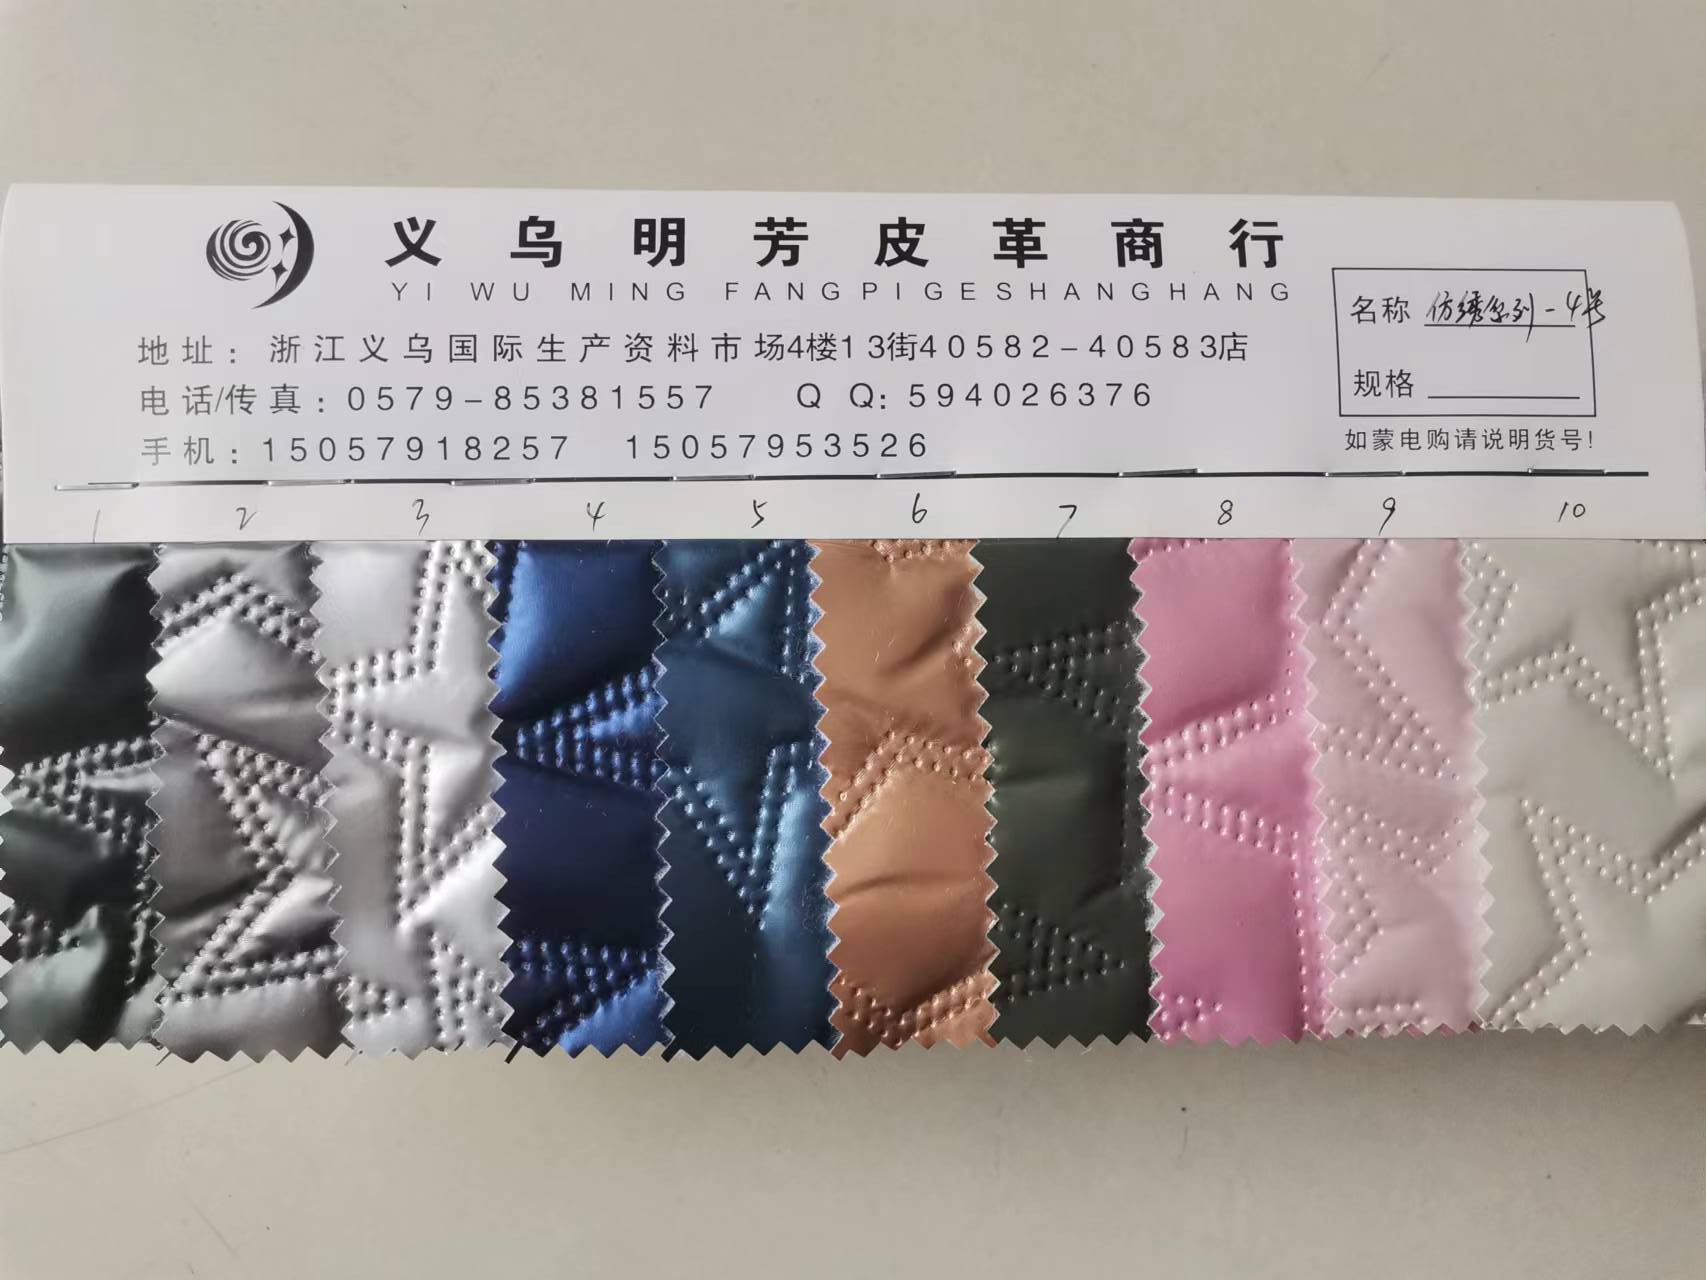 义乌明芳皮革商行
YI WU MING FANGPIGESHANGHANG
地址：浙江义乌国际生产资料市场4楼13街40582-40583店
电话/传真：0579-85381557 QQ：594026376
手机：15057918257 15057953526
名称 仿绣系列-4号
规格
如蒙电购请说明货号！
1 2 3 4 5 6 7 8 9 10